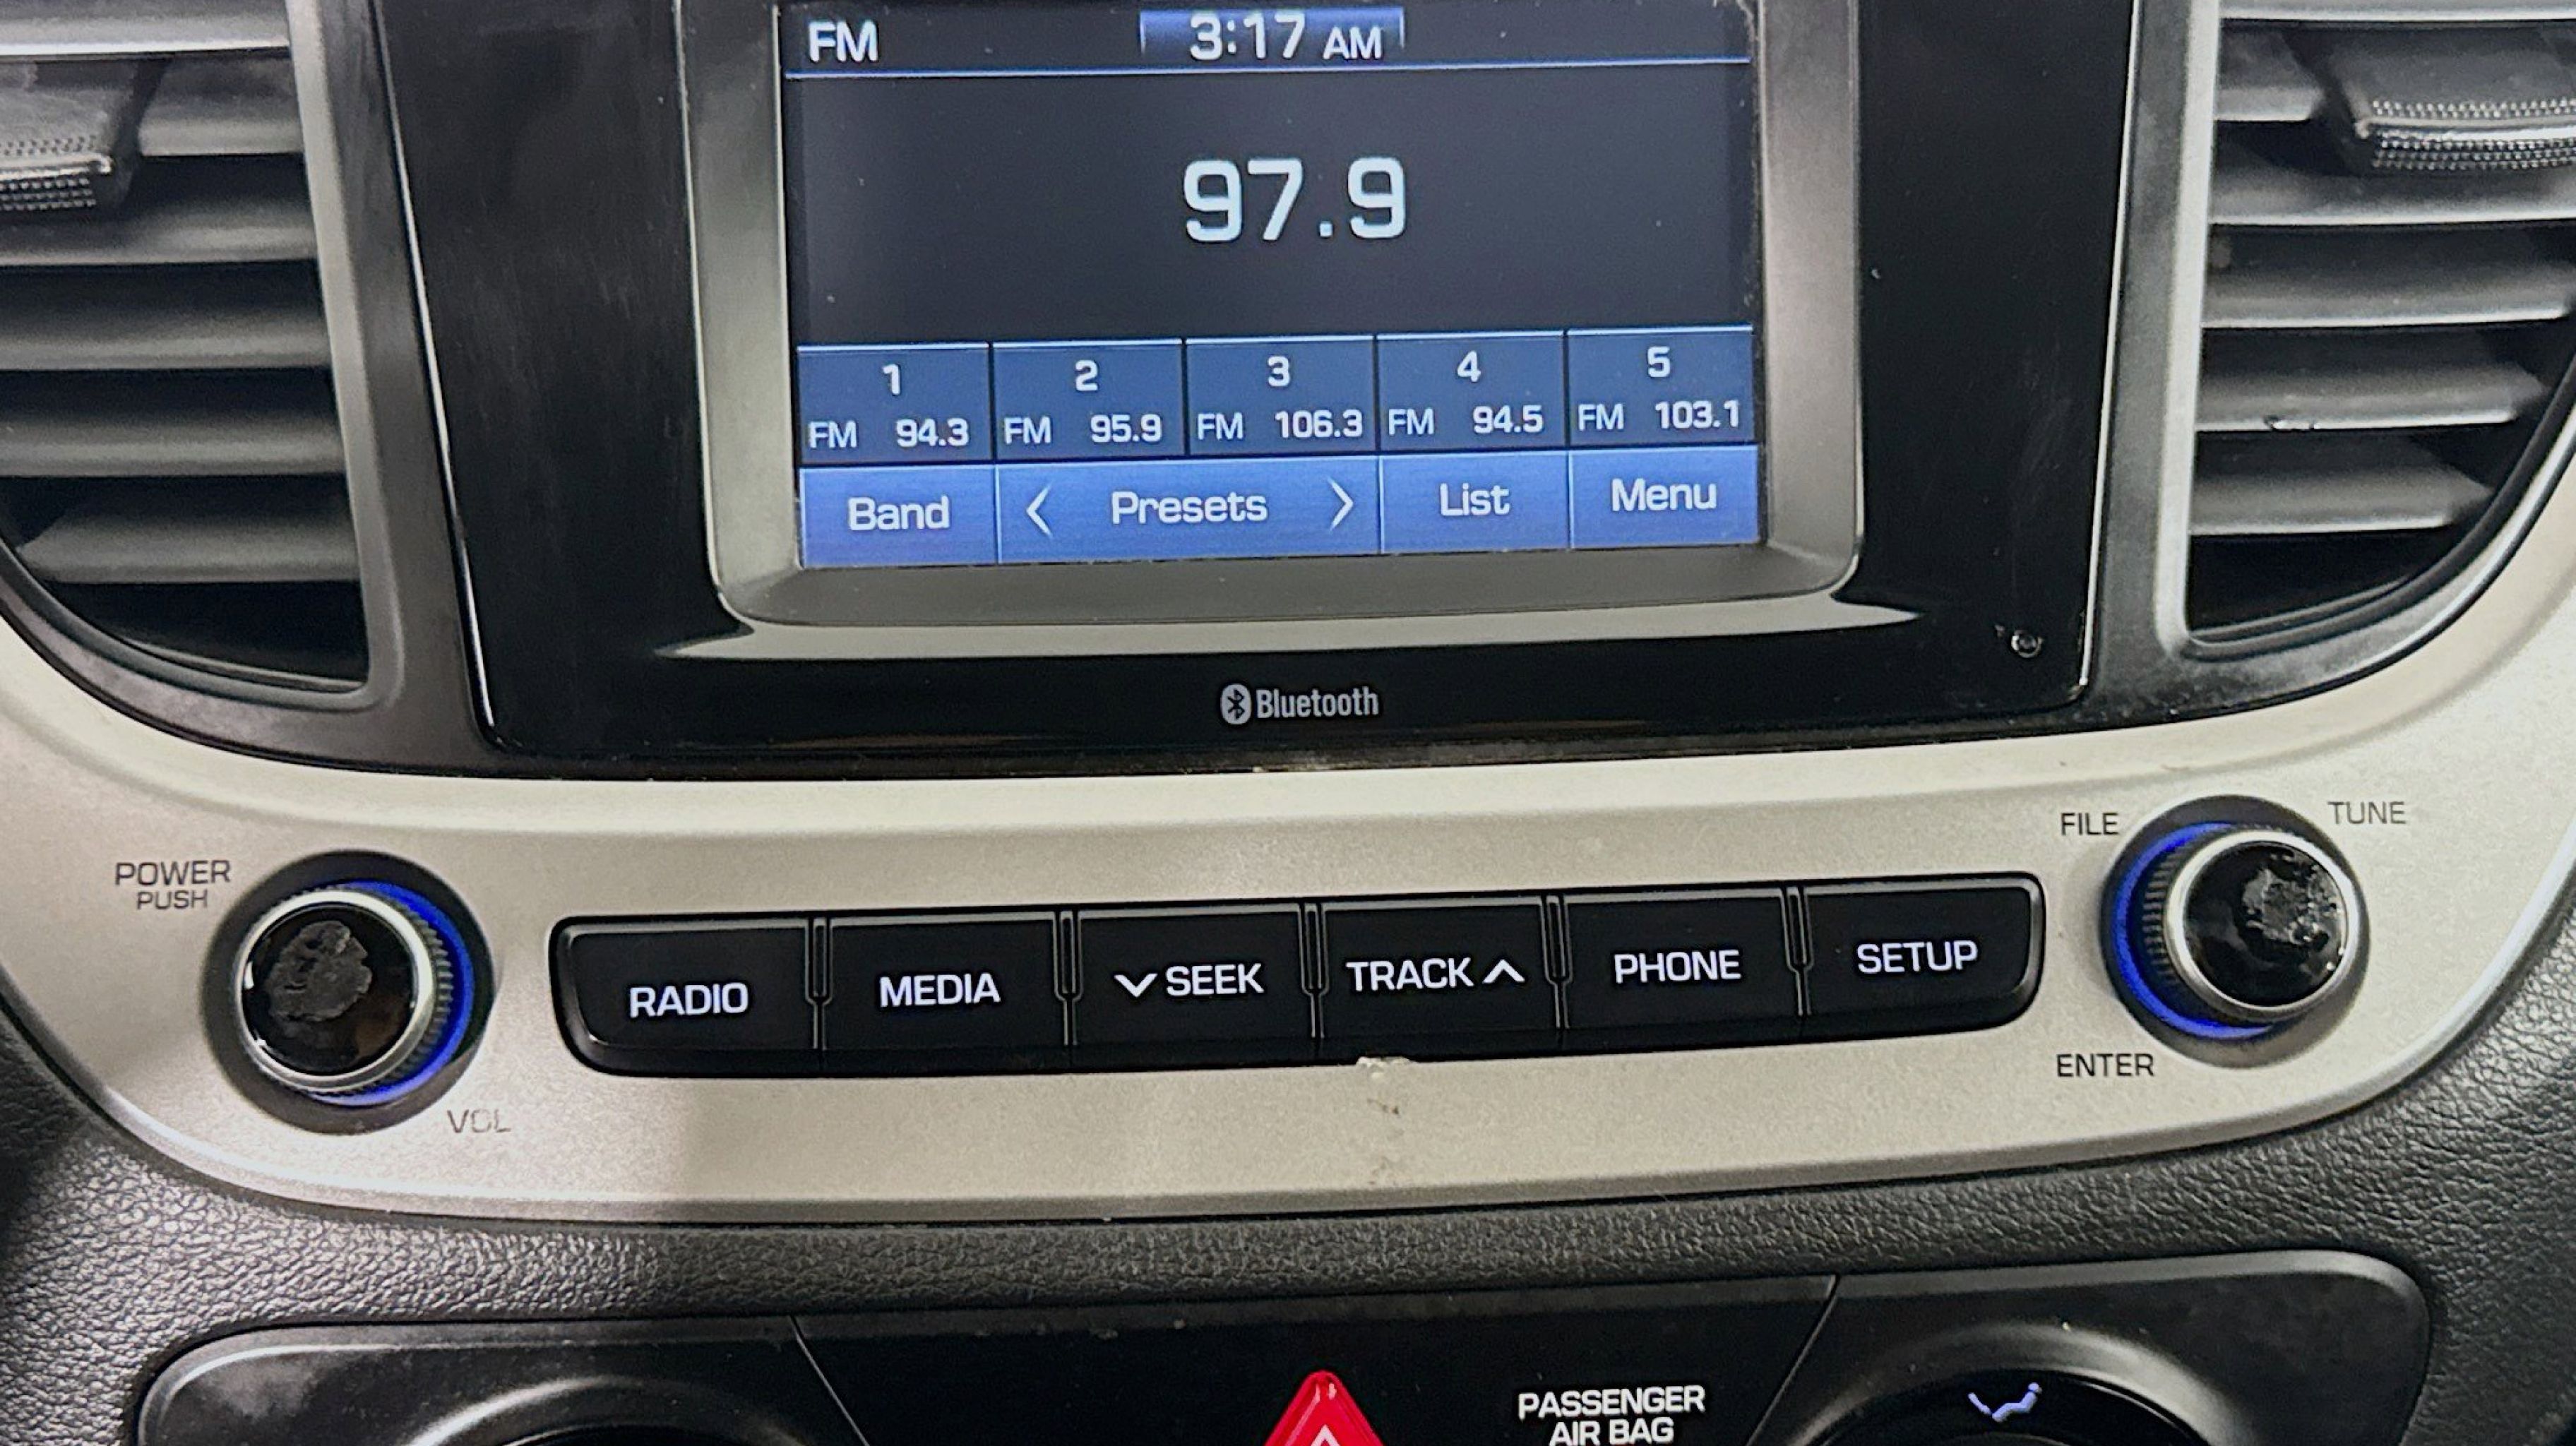 FM 3:17 AM
97.9
1 2 3 4 5
FM 94.3 FM 95.9 FM 106.3 FM 94.5 FM 103.1
Band < Presets > List Menu
Bluetooth
POWER
PUSH
VOL
RADIO MEDIA SEEK TRACK PHONE SETUP
FILE TUNE
ENTER
PASSENGER
AIR BAG